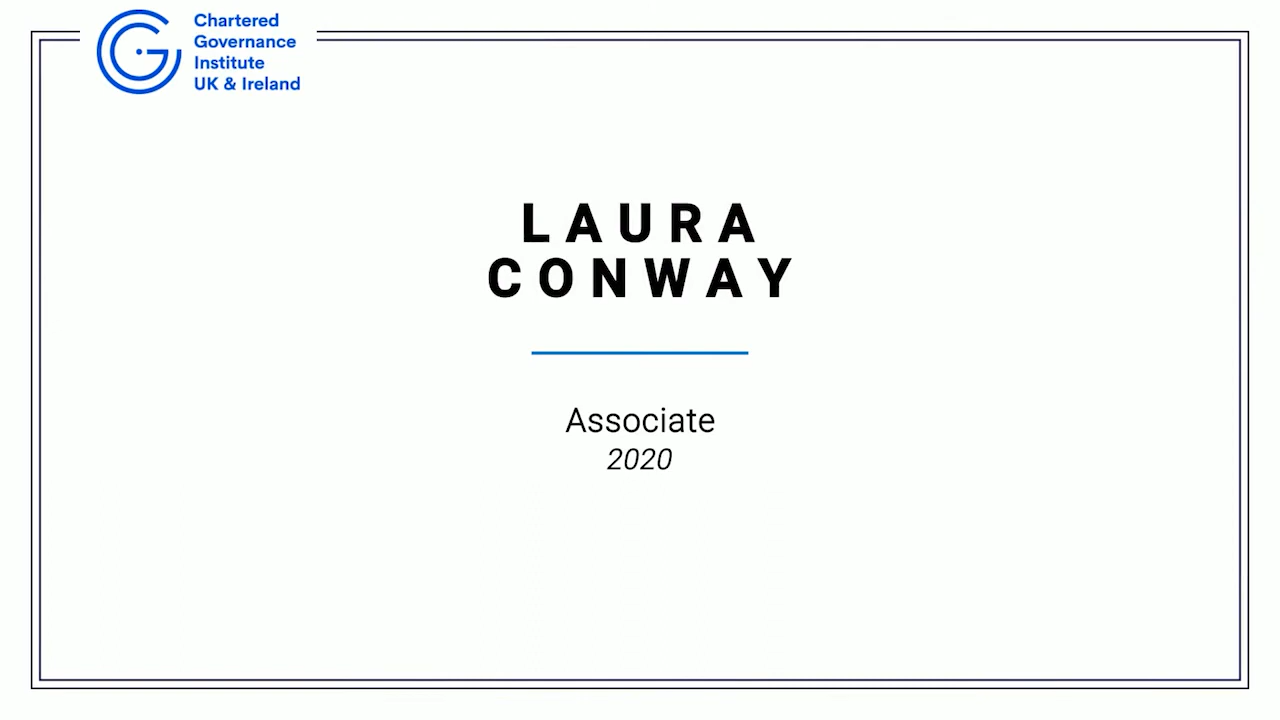 Chartered
Governance
Institute
UK & Ireland
LAURA
CONWAY
Associate
2020